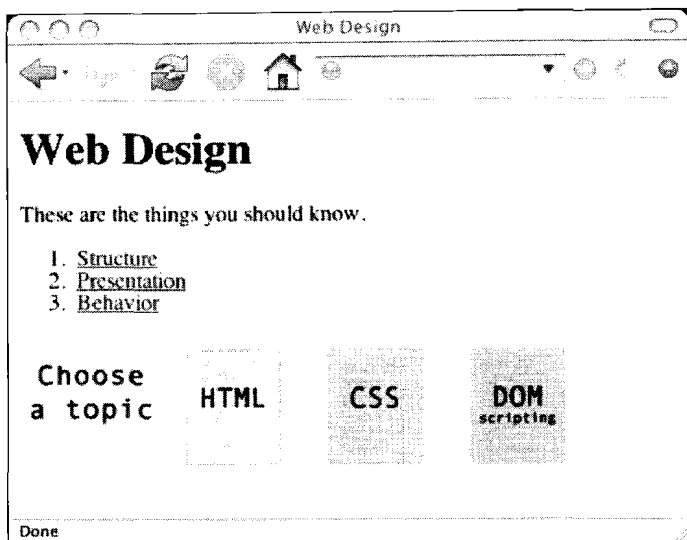 Web Design
Web Design
These are the things you should know.
1. Structure
2. Presentation
3. Behavior
Choose
a topic
HTML
CSS
DOM
scripting
Done